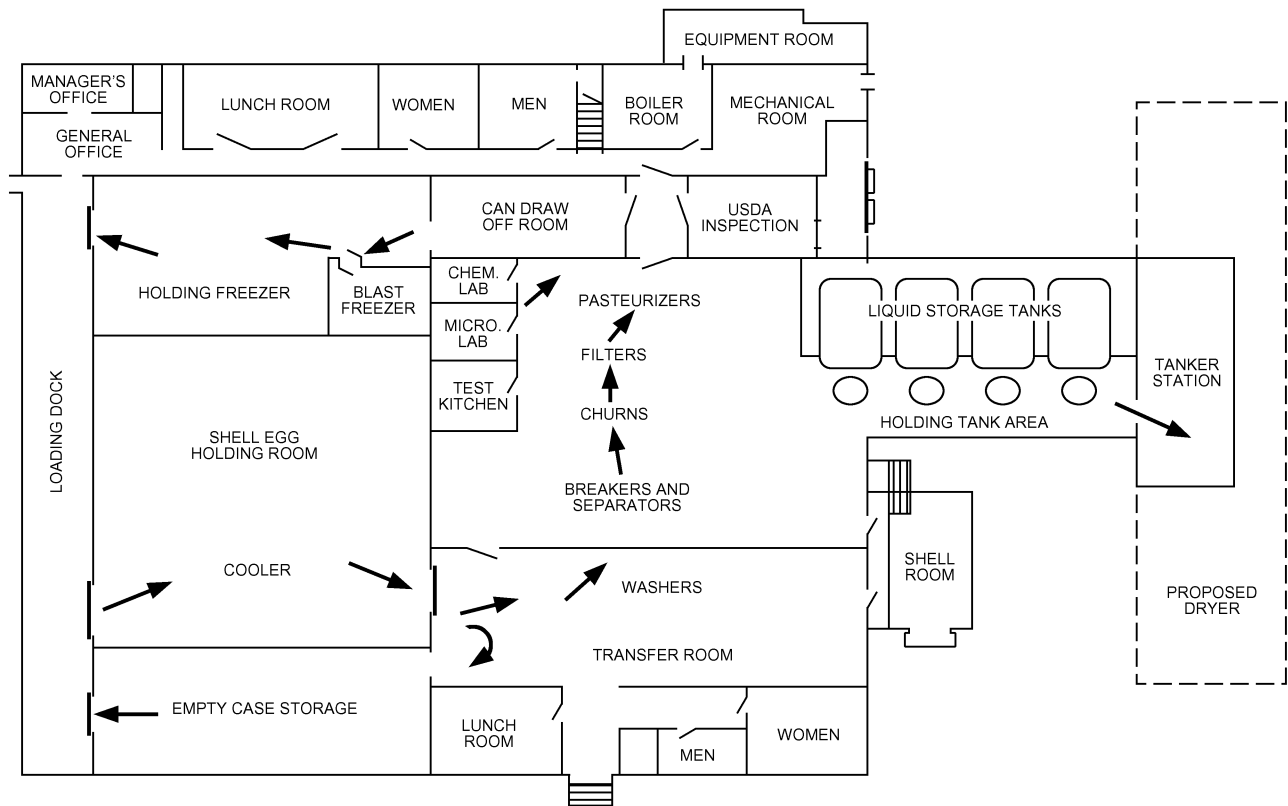 EQUIPMENT ROOM
MANAGER'S
OFFICE
LUNCH ROOM
WOMEN
MEN
BOILER
ROOM
MECHANICAL
ROOM
GENERAL
OFFICE
CAN DRAW
OFF ROOM
USDA
INSPECTION
HOLDING FREEZER
BLAST
FREEZER
CHEM.
LAB
PASTEURIZERS
LIQUID STORAGE TANKS
MICRO.
LAB
FILTERS
TANKER
STATION
TEST
KITCHEN
CHURNS
HOLDING TANK AREA
LOADING DOCK
SHELL EGG
HOLDING ROOM
BREAKERS AND
SEPARATORS
COOLER
WASHERS
SHELL
ROOM
PROPOSED
DRYER
TRANSFER ROOM
EMPTY CASE STORAGE
LUNCH
ROOM
MEN
WOMEN